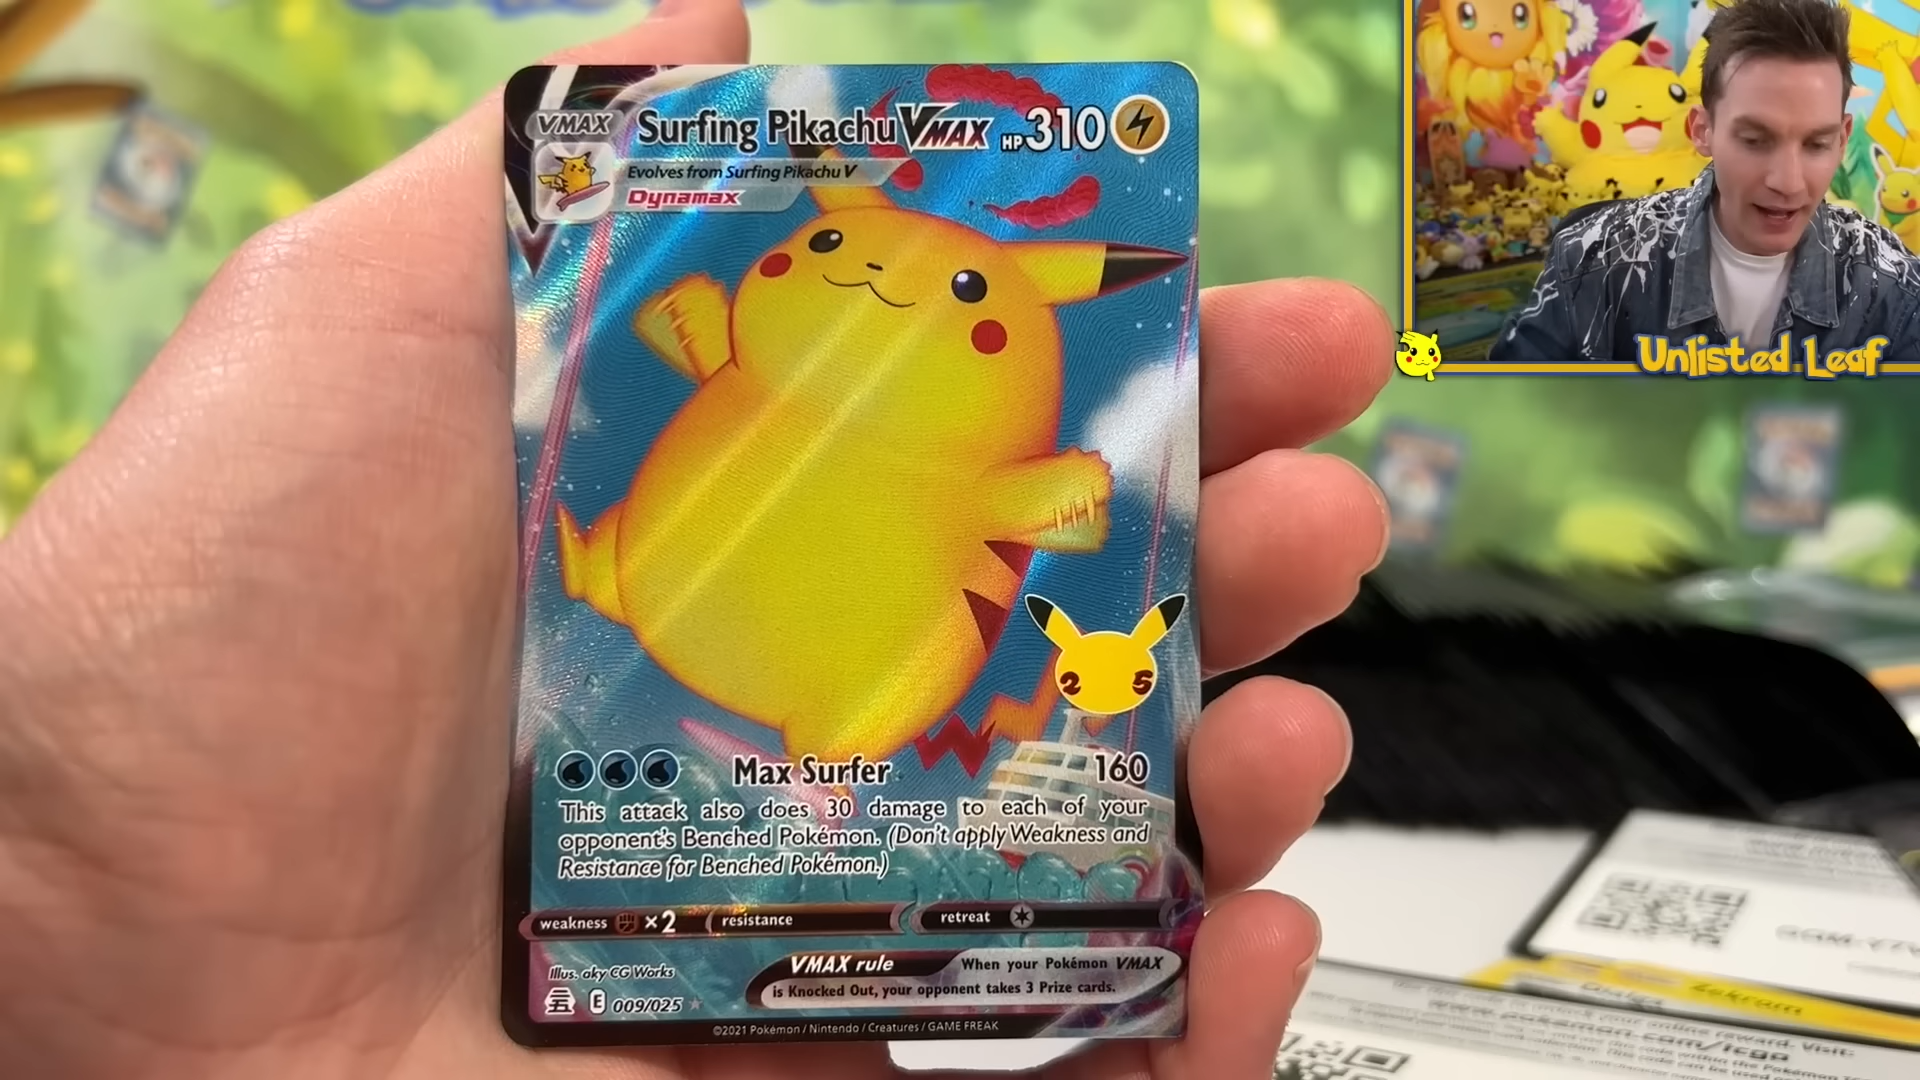 VMAX
Surfing Pikachu VMAX HP 310
Evolves from Surfing Pikachu V
Dynamax
Unlisted Leaf
2 5
Max Surfer 160
This attack also does 30 damage to each of your
opponent's Benched Pokémon. (Don't apply Weakness and
Resistance for Benched Pokémon.)
weakness ×2 resistance retreat
Illus. aky CG Works
VMAX rule When your Pokémon VMAX
is Knocked Out, your opponent takes 3 Prize cards.
E 009/025
©2021 Pokémon / Nintendo / Creatures / GAME FREAK
Zekrom